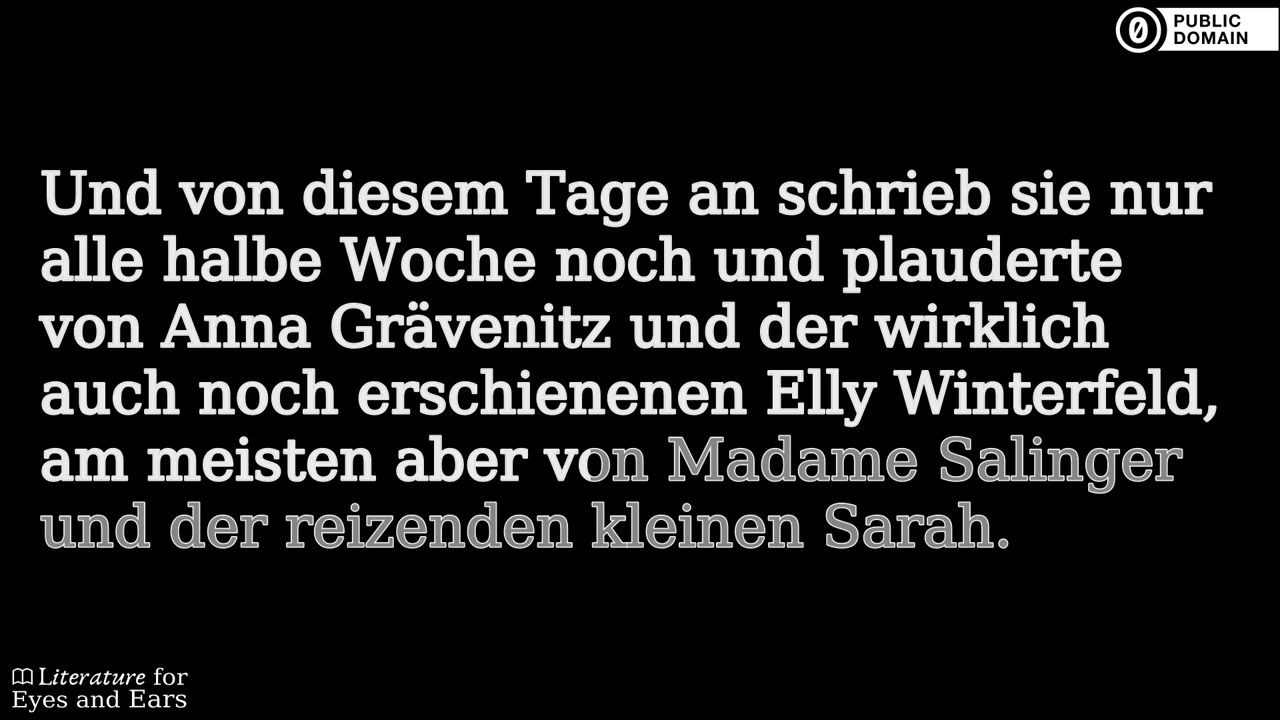 PUBLIC
DOMAIN
Und von diesem Tage an schrieb sie nur
alle halbe Woche noch und plauderte
von Anna Grävenitz und der wirklich
auch noch erschienenen Elly Winterfeld,
am meisten aber von Madame Salinger
und der reizenden kleinen Sarah.
Literature for
Eyes and Ears